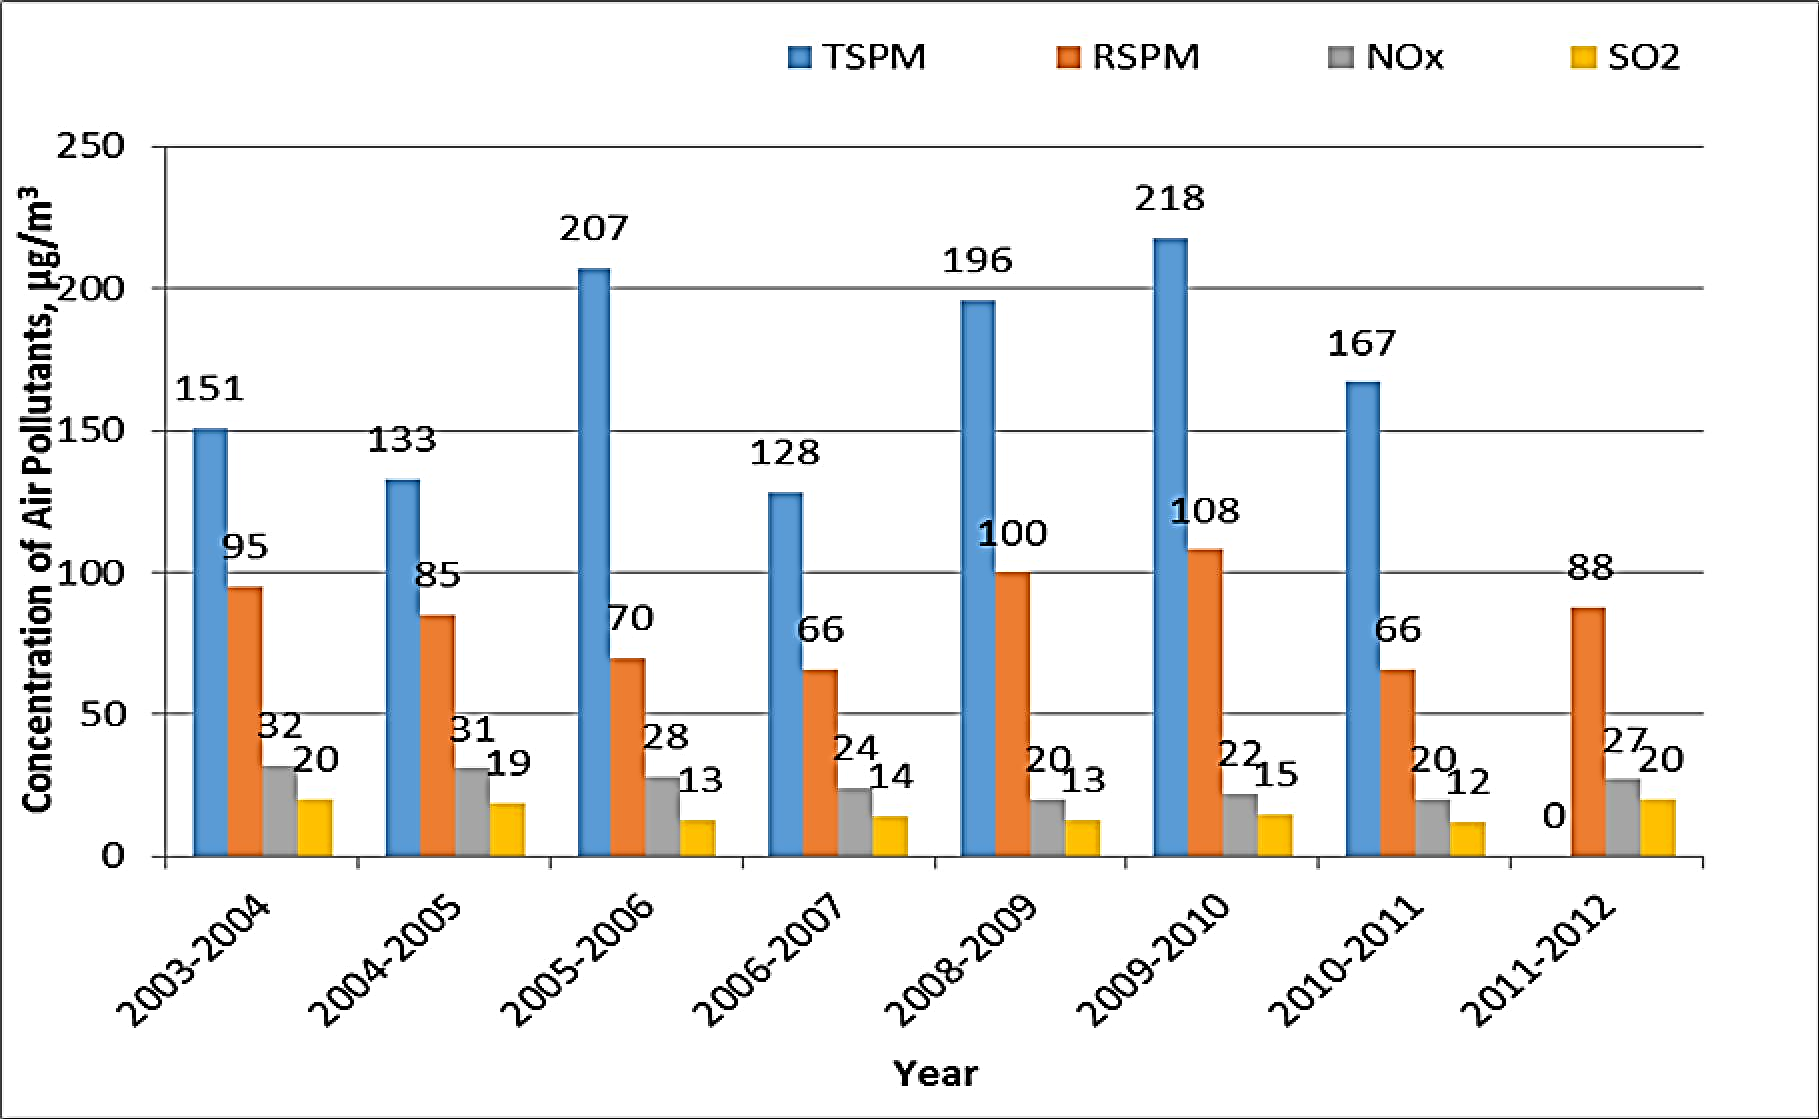 TSPM RSPM NOx SO2
Concentration of Air Pollutants, µg/m³
250
200
150
100
50
0
151 95 32 20
133 85 31 19
207 70 28 13
128 66 24 14
196 100 20 13
218 108 22 15
167 66 20 12
0 88 27 20
2003-2004
2004-2005
2005-2006
2006-2007
2008-2009
2009-2010
2010-2011
2011-2012
Year